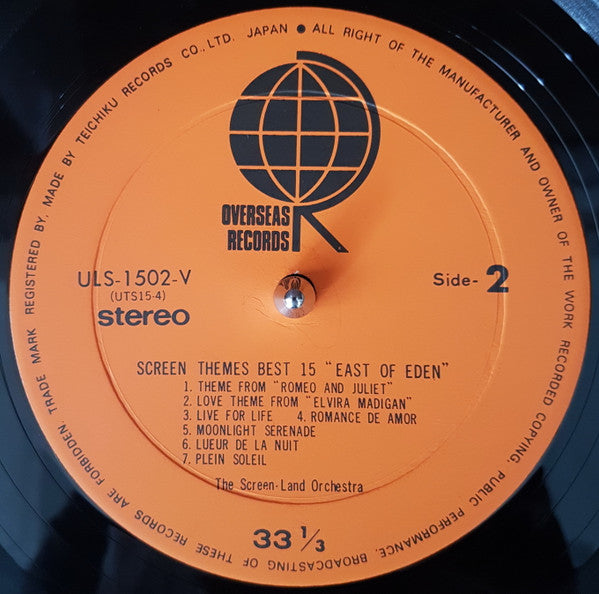 TRADE MARK REGISTERED BY, MADE BY TEICHIKU RECORDS CO., LTD. JAPAN ● ALL RIGHT OF THE MANUFACTURER AND OWNER OF THE WORK RECORDED COPYING, PUBLIC PERFORMANCE, BROADCASTING OF THESE RECORDS ARE FORBIDDEN
OVERSEAS
RECORDS
ULS-1502-V
(UTS15-4)
stereo
Side-2
SCREEN THEMES BEST 15 "EAST OF EDEN"
1. THEME FROM "ROMEO AND JULIET"
2. LOVE THEME FROM "ELVIRA MADIGAN"
3. LIVE FOR LIFE 4. ROMANCE DE AMOR
5. MOONLIGHT SERENADE
6. LUEUR DE LA NUIT
7. PLEIN SOLEIL
The Screen-Land Orchestra
33 1/3